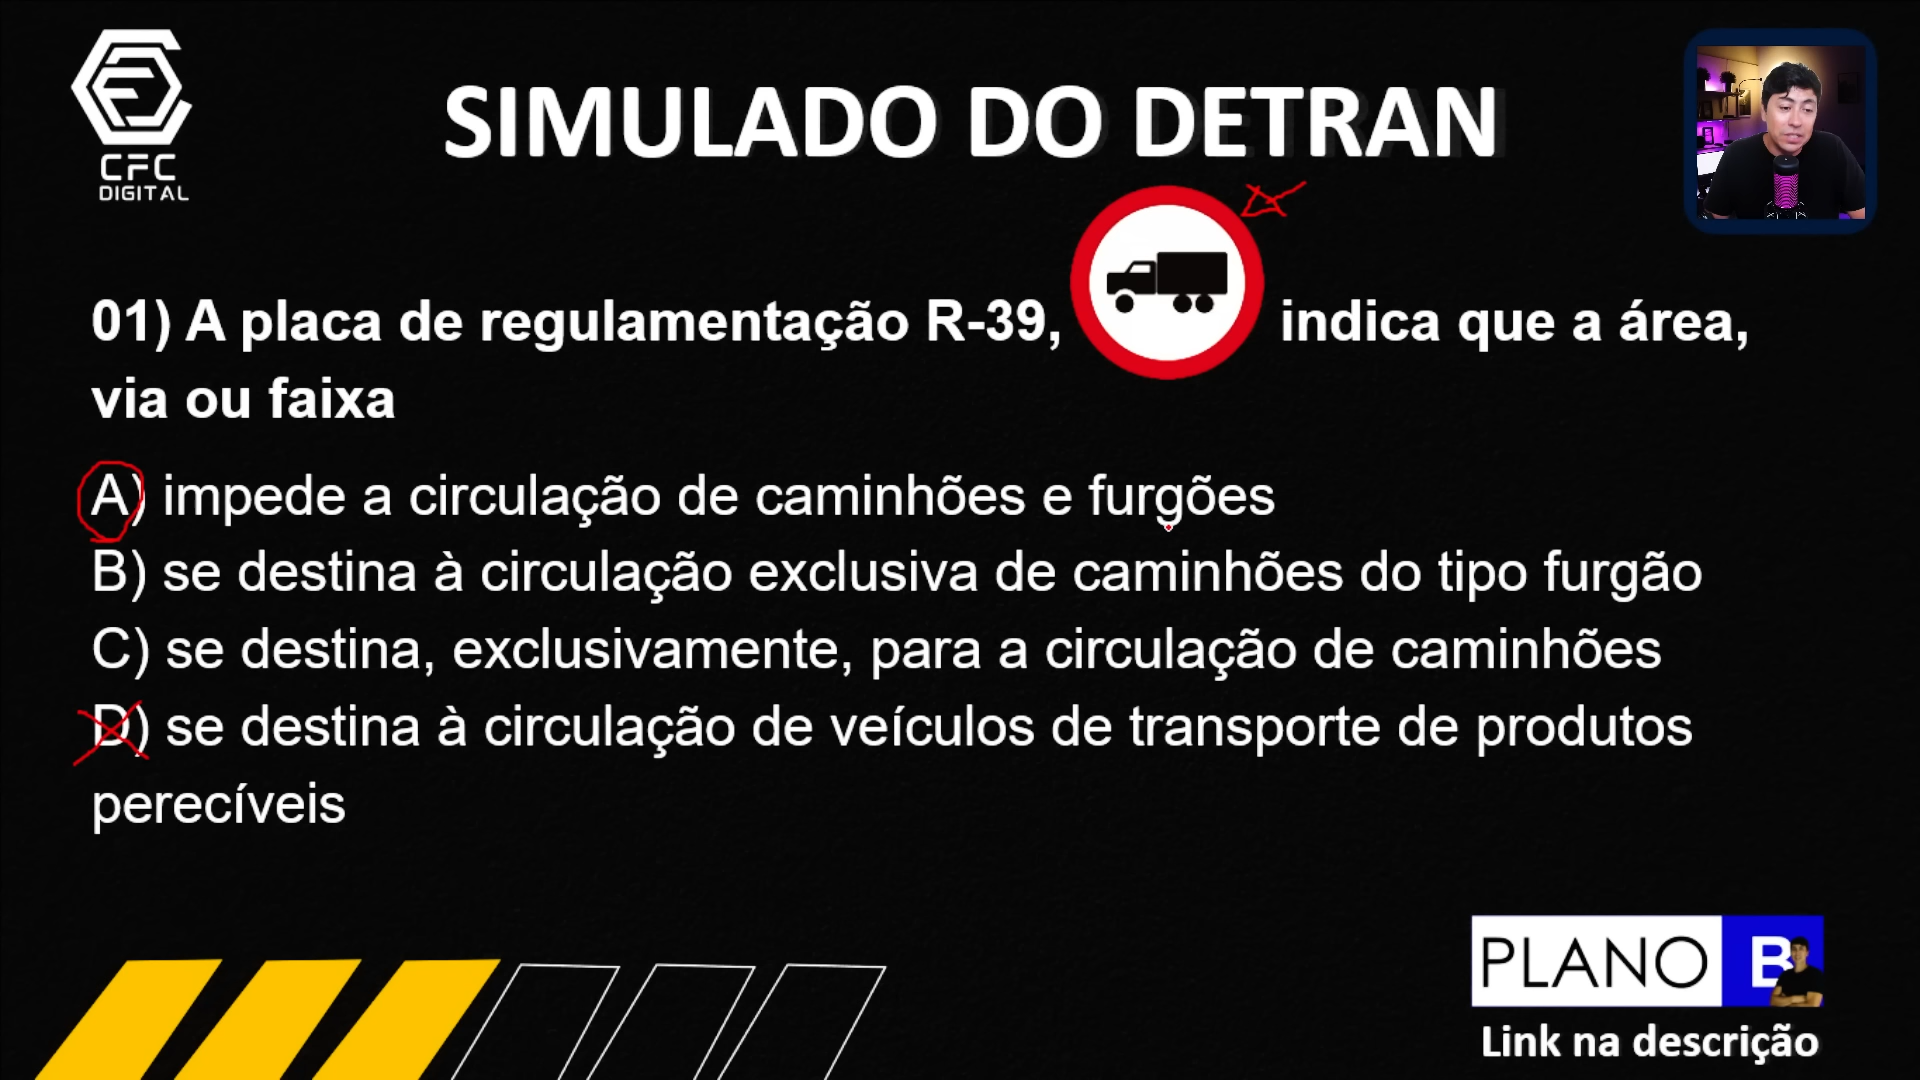 CFC
DIGITAL
SIMULADO DO DETRAN
01) A placa de regulamentação R-39, indica que a área,
via ou faixa
A) impede a circulação de caminhões e furgões
B) se destina à circulação exclusiva de caminhões do tipo furgão
C) se destina, exclusivamente, para a circulação de caminhões
D) se destina à circulação de veículos de transporte de produtos
perecíveis
PLANO B
Link na descrição